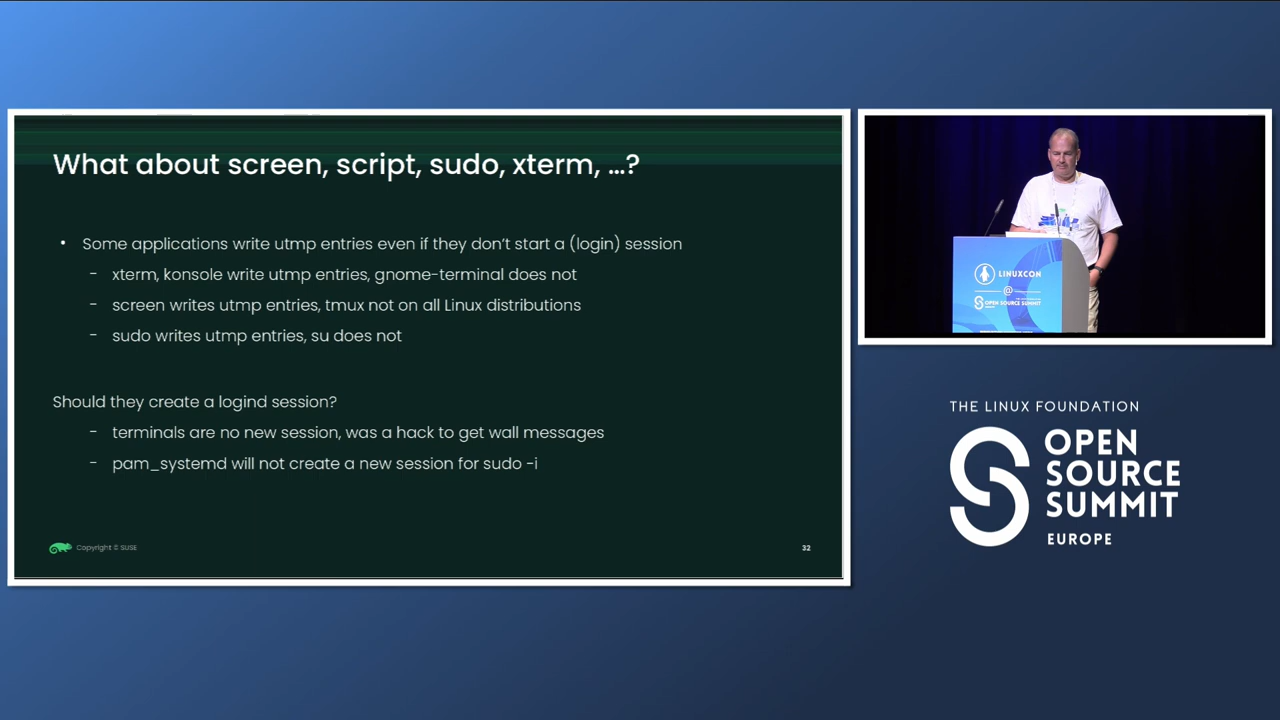 What about screen, script, sudo, xterm, ...?
• Some applications write utmp entries even if they don't start a (login) session
- xterm, konsole write utmp entries, gnome-terminal does not
- screen writes utmp entries, tmux not on all Linux distributions
- sudo writes utmp entries, su does not
Should they create a logind session?
- terminals are no new session, was a hack to get wall messages
- pam_systemd will not create a new session for sudo -i
Copyright © SUSE
32
LINUXCON
@
OPEN SOURCE SUMMIT
THE LINUX FOUNDATION
OPEN
SOURCE
SUMMIT
EUROPE